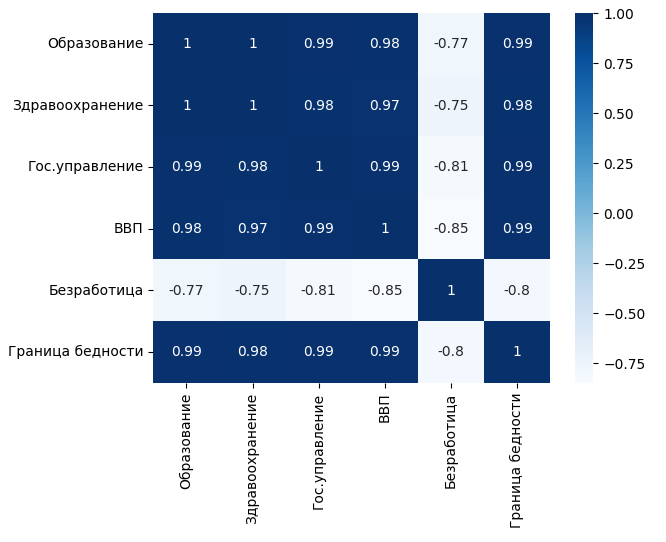 Образование 1 1 0.99 0.98 -0.77 0.99
Здравоохранение 1 1 0.98 0.97 -0.75 0.98
Гос.управление 0.99 0.98 1 0.99 -0.81 0.99
ВВП 0.98 0.97 0.99 1 -0.85 0.99
Безработица -0.77 -0.75 -0.81 -0.85 1 -0.8
Граница бедности 0.99 0.98 0.99 0.99 -0.8 1
Образование
Здравоохранение
Гос.управление
ВВП
Безработица
Граница бедности
1.00
0.75
0.50
0.25
0.00
−0.25
−0.50
−0.75